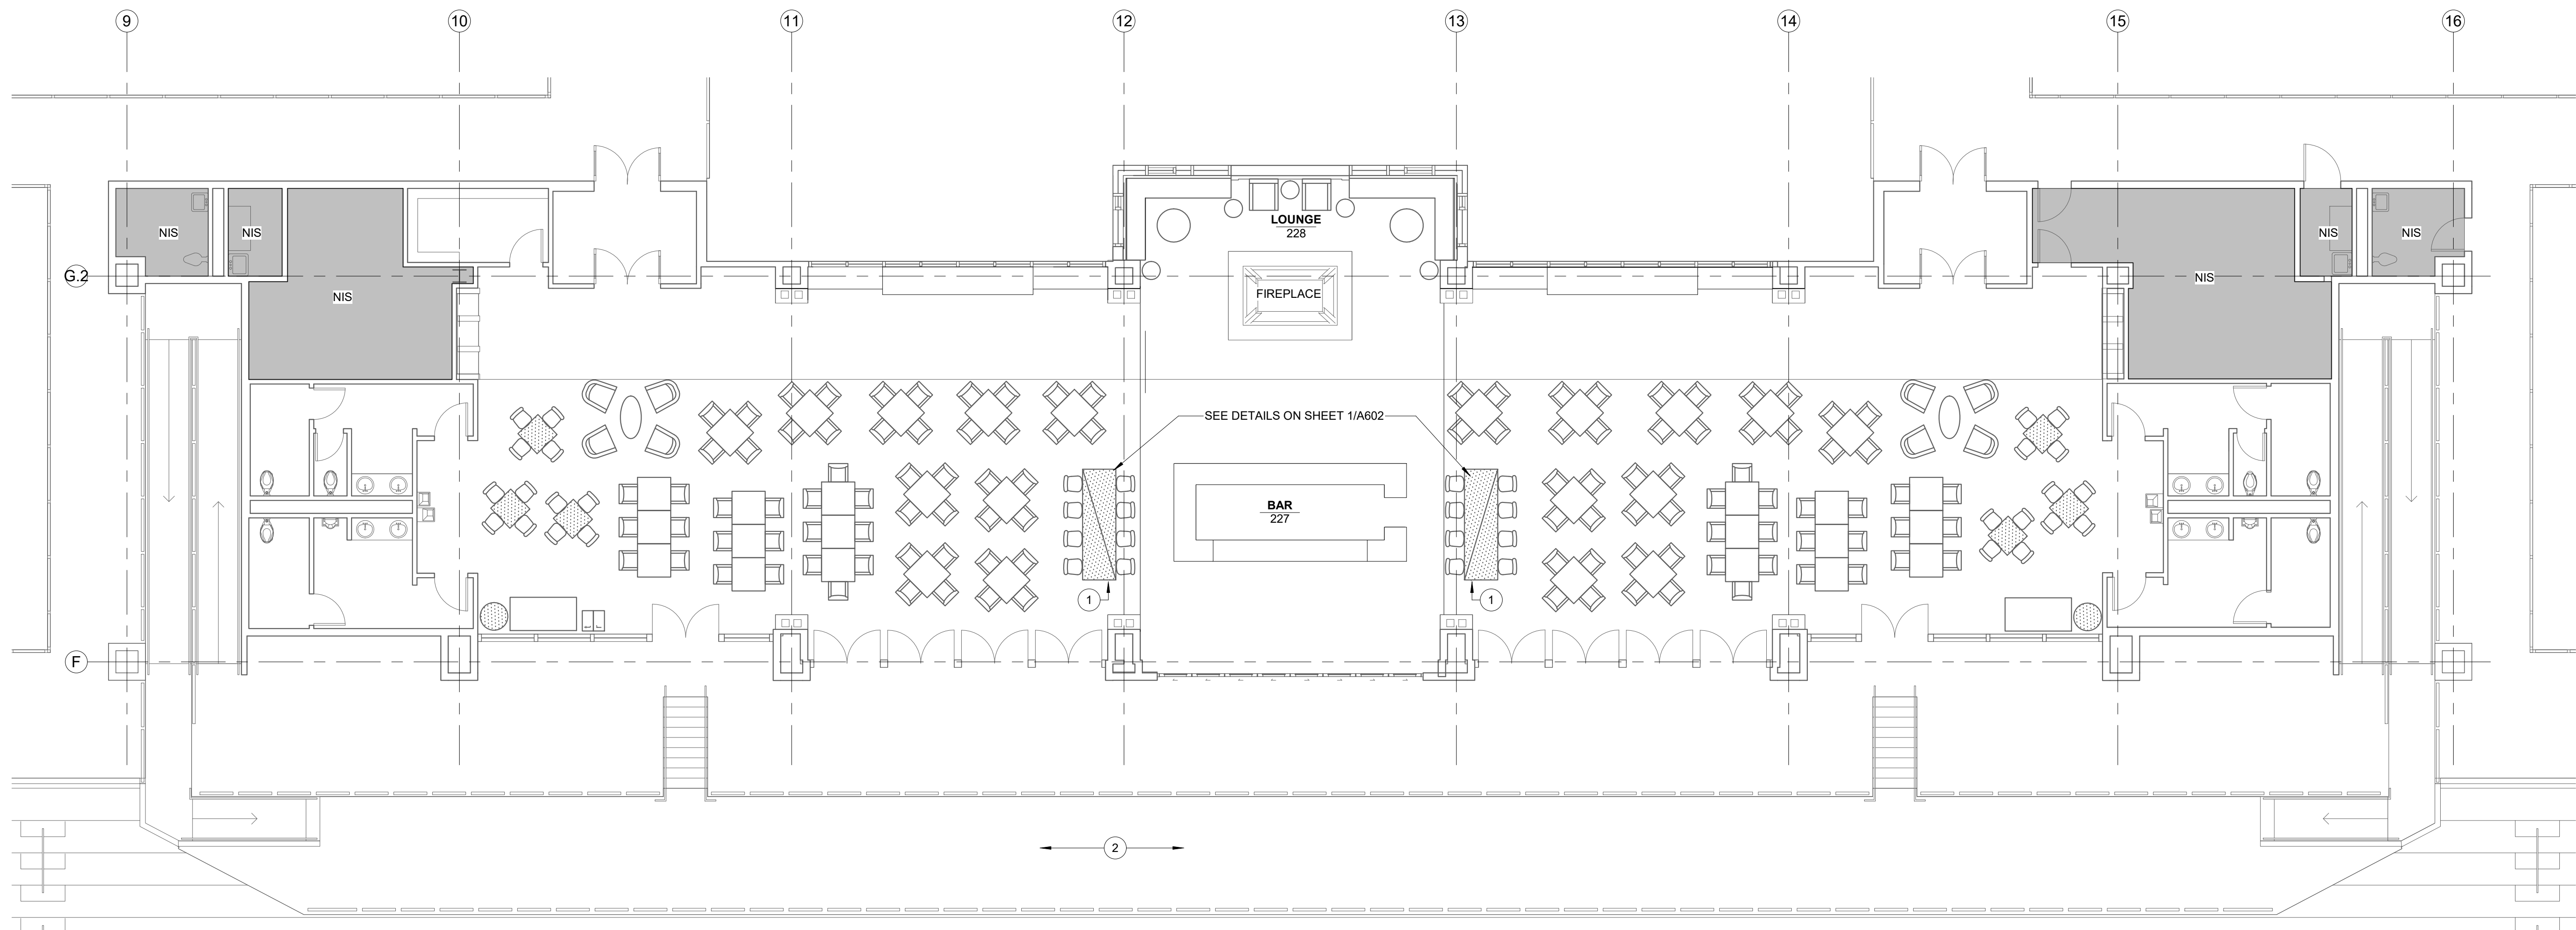 9
10
11
12
13
14
15
16
NIS
NIS
NIS
LOUNGE
228
NIS
NIS
NIS
G.2
FIREPLACE
SEE DETAILS ON SHEET 1/A602
BAR
227
1
1
F
2